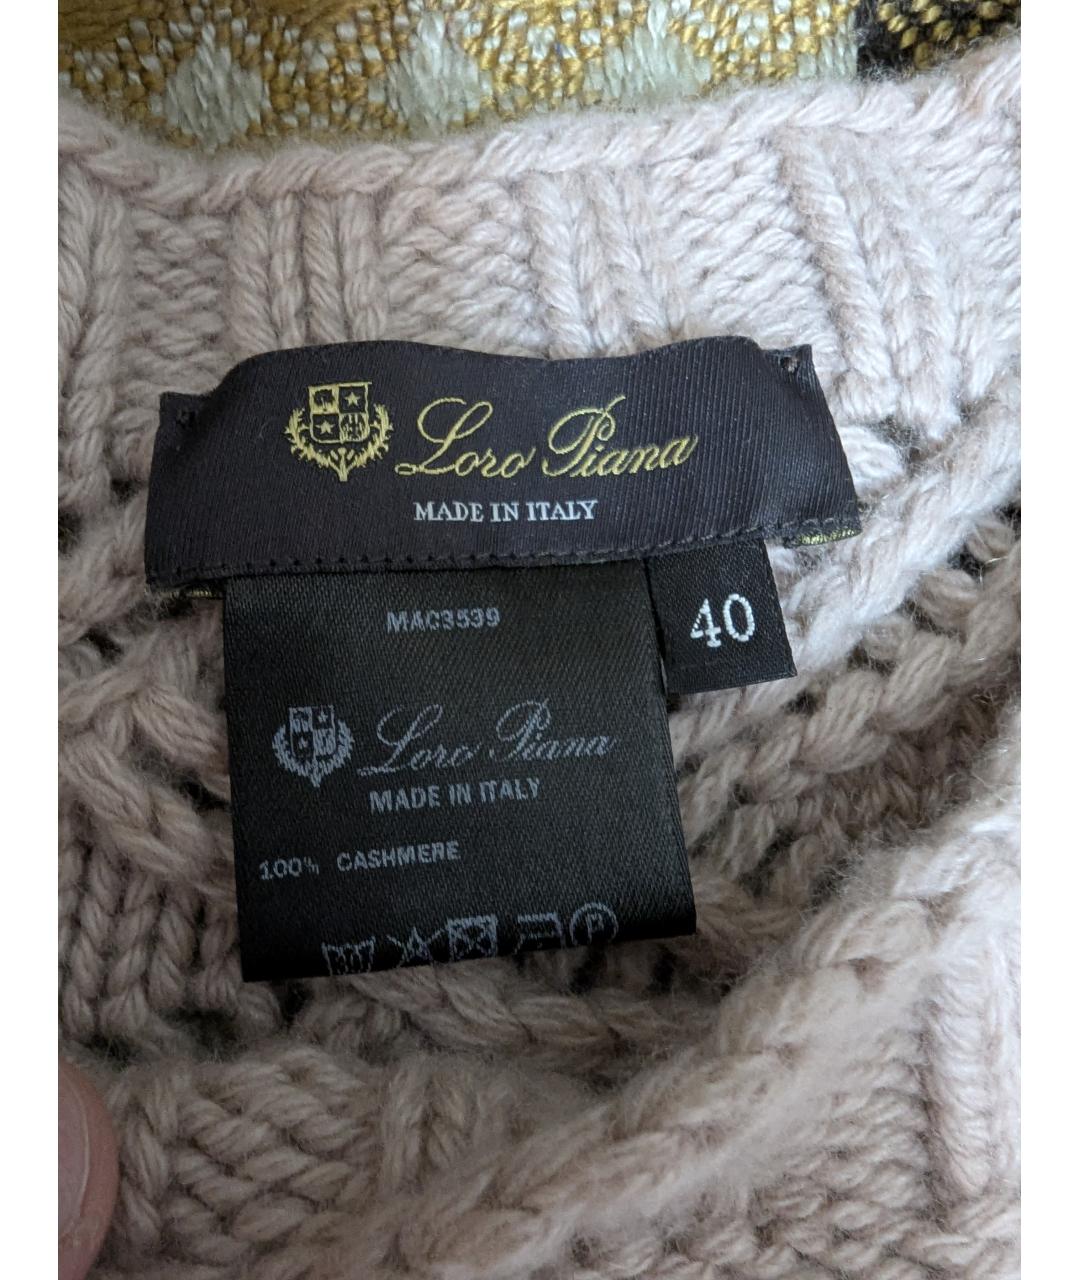 Loro Piana
MADE IN ITALY
40
MAC3539
Loro Piana
MADE IN ITALY
100% CASHMERE
P